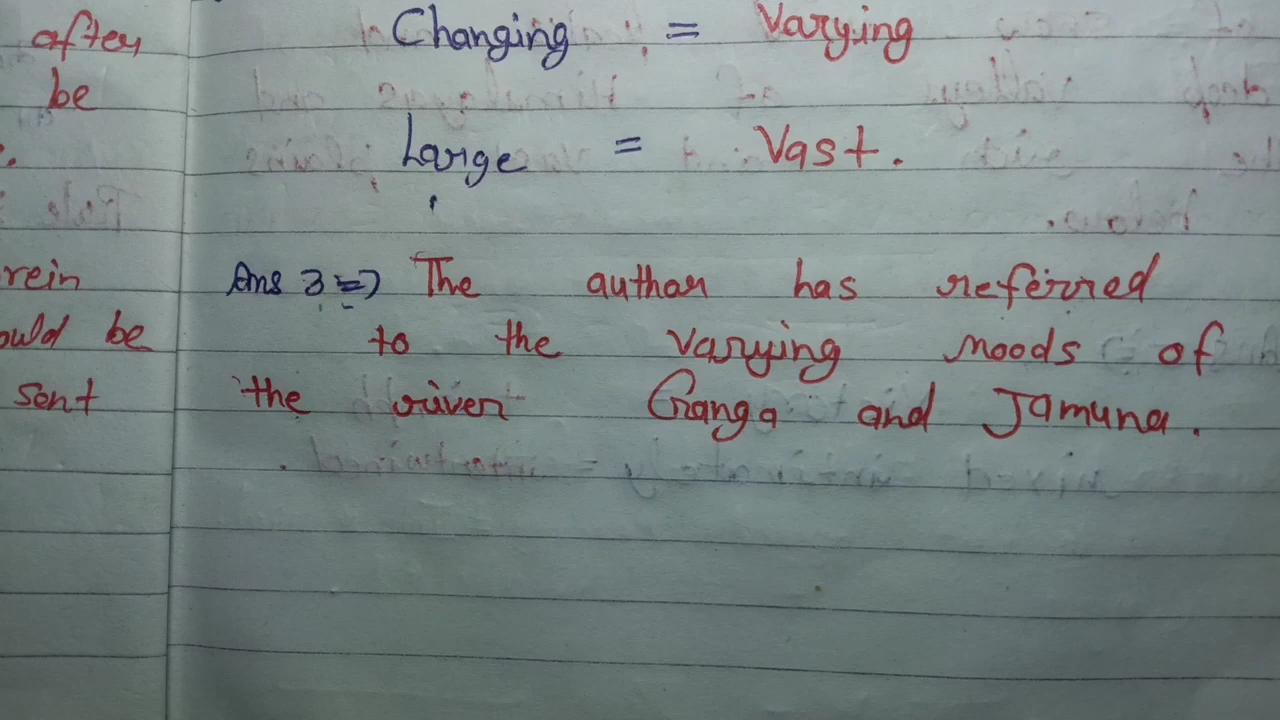 after
be
rein
ould be
sent
Changing = Varying
Large = Vast.
Ans 3 => The author has referred
to the varying moods of
the river Ganga and Jamuna.